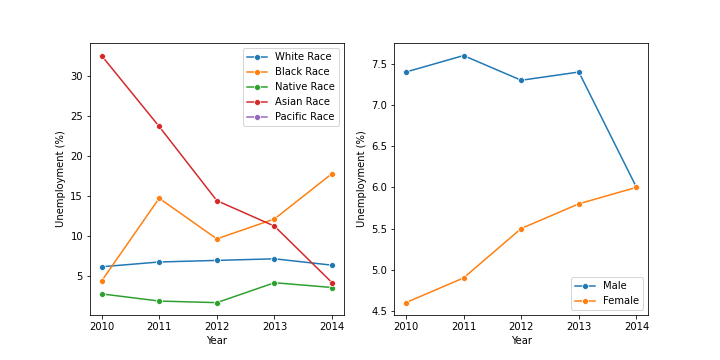 White Race
Black Race
Native Race
Asian Race
Pacific Race
Unemployment (%)
30
25
20
15
10
5
2010 2011 2012 2013 2014
Year
Unemployment (%)
7.5
7.0
6.5
6.0
5.5
5.0
4.5
Male
Female
2010 2011 2012 2013 2014
Year